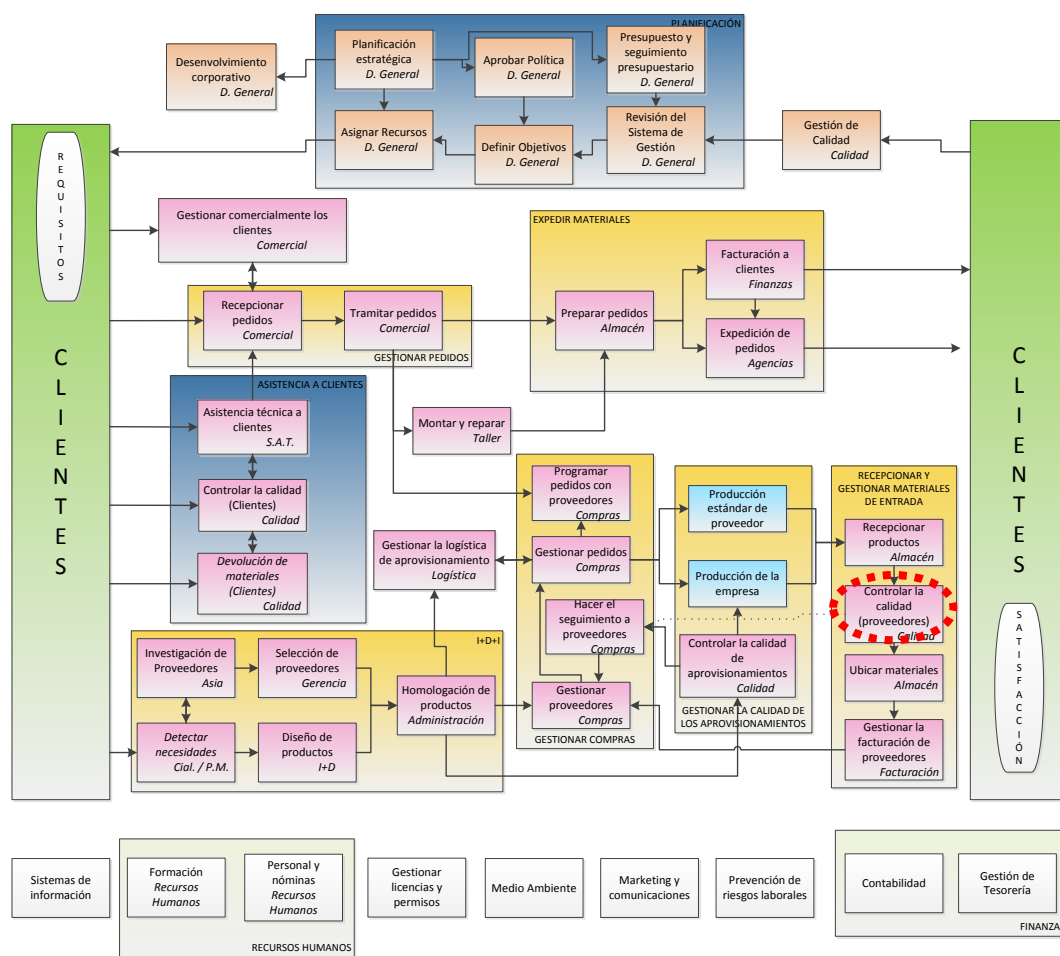 PLANIFICACIÓN
Desenvolvimiento
corporativo
D. General
Planificación
estratégica
D. General
Aprobar Política
D. General
Presupuesto y
seguimiento
presupuestario
D. General
Asignar Recursos
D. General
Definir Objetivos
D. General
Revisión del
Sistema de
Gestión
D. General
Gestión de
Calidad
Calidad
REQUISITOS
CLIENTES
Gestionar comercialmente los
clientes
Comercial
Recepcionar
pedidos
Comercial
Tramitar pedidos
Comercial
GESTIONAR PEDIDOS
EXPEDIR MATERIALES
Preparar pedidos
Almacén
Facturación a
clientes
Finanzas
Expedición de
pedidos
Agencias
CLIENTES
SATISFACCIÓN
ASISTENCIA A CLIENTES
Asistencia técnica a
clientes
S.A.T.
Controlar la calidad
(Clientes)
Calidad
Devolución de
materiales
(Clientes)
Calidad
Montar y reparar
Taller
Gestionar la logística
de aprovisionamiento
Logística
Programar
pedidos con
proveedores
Compras
Gestionar pedidos
Compras
Hacer el
seguimiento a
proveedores
Compras
Gestionar
proveedores
Compras
GESTIONAR COMPRAS
Producción
estándar de
proveedor
Producción de la
empresa
Controlar la calidad
de
aprovisionamientos
Calidad
GESTIONAR LA CALIDAD DE
LOS APROVISIONAMIENTOS
RECEPCIONAR Y
GESTIONAR MATERIALES
DE ENTRADA
Recepcionar
productos
Almacén
Controlar la
calidad
(proveedores)
Calidad
Ubicar materiales
Almacén
Gestionar la
facturación de
proveedores
Facturación
I+D+I
Investigación de
Proveedores
Asia
Selección de
proveedores
Gerencia
Detectar
necesidades
Cial. / P.M.
Diseño de
productos
I+D
Homologación de
productos
Administración
Sistemas de
información
Formación
Recursos
Humanos
Personal y
nóminas
Recursos
Humanos
RECURSOS HUMANOS
Gestionar
licencias y
permisos
Medio Ambiente
Marketing y
comunicaciones
Prevención de
riesgos laborales
Contabilidad
Gestión de
Tesorería
FINANZA